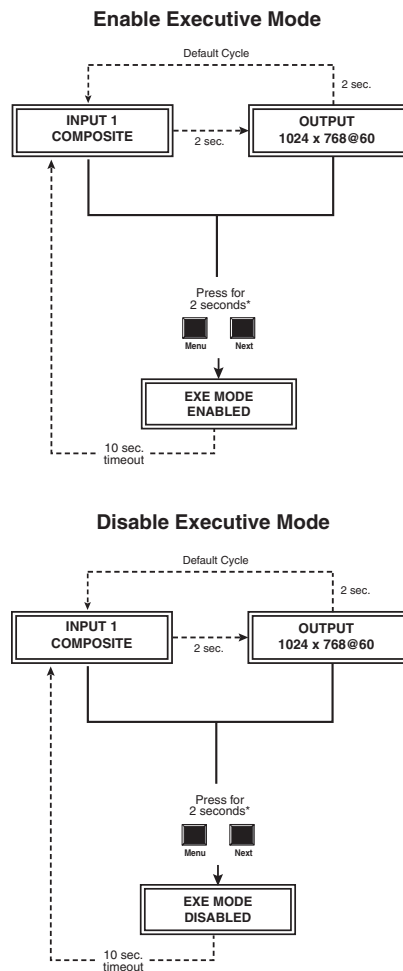 Enable Executive Mode
Default Cycle
2 sec.
INPUT 1
COMPOSITE
2 sec.
OUTPUT
1024 x 768@60
Press for
2 seconds*
Menu
Next
EXE MODE
ENABLED
10 sec.
timeout
Disable Executive Mode
Default Cycle
2 sec.
INPUT 1
COMPOSITE
2 sec.
OUTPUT
1024 x 768@60
Press for
2 seconds*
Menu
Next
EXE MODE
DISABLED
10 sec.
timeout